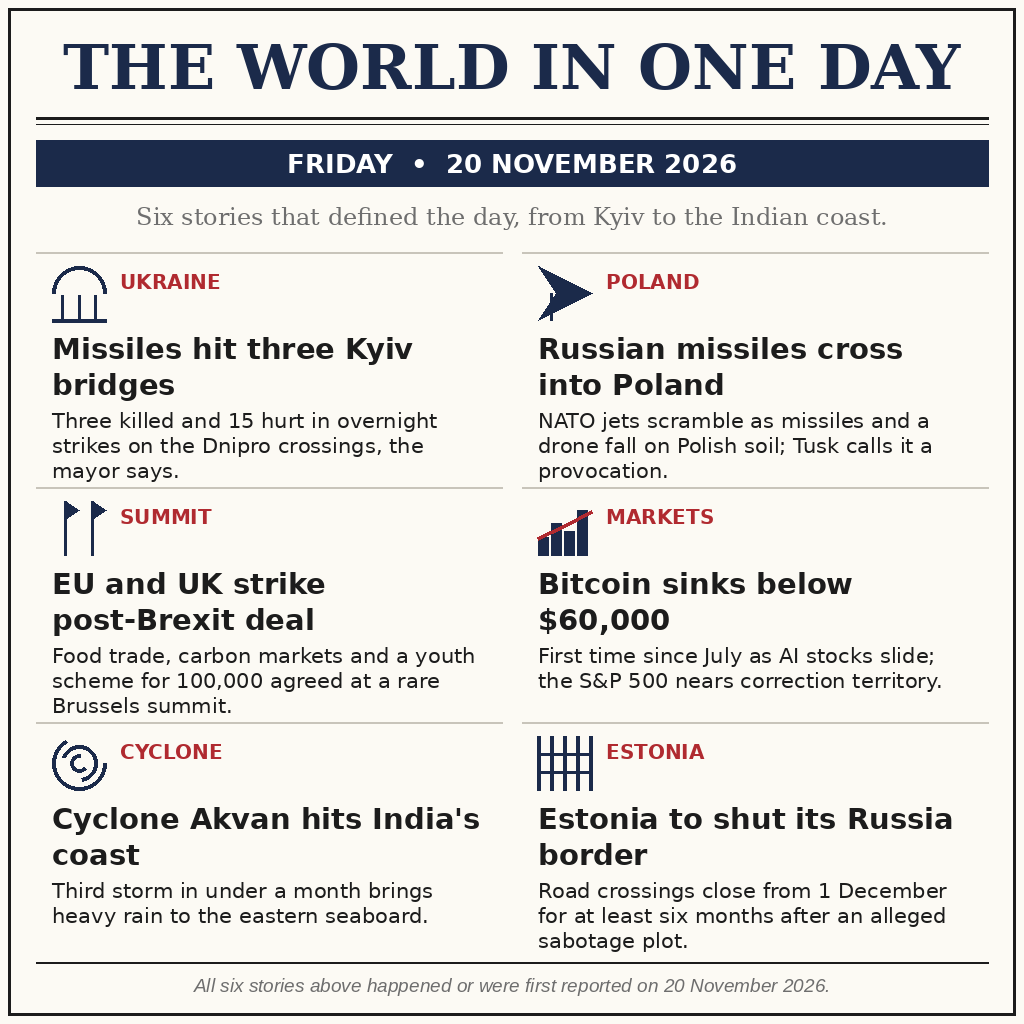 THE WORLD IN ONE DAY
FRIDAY • 20 NOVEMBER 2026
Six stories that defined the day, from Kyiv to the Indian coast.
UKRAINE
Missiles hit three Kyiv
bridges
Three killed and 15 hurt in overnight
strikes on the Dnipro crossings, the
mayor says.
POLAND
Russian missiles cross
into Poland
NATO jets scramble as missiles and a
drone fall on Polish soil; Tusk calls it a
provocation.
SUMMIT
EU and UK strike
post-Brexit deal
Food trade, carbon markets and a youth
scheme for 100,000 agreed at a rare
Brussels summit.
MARKETS
Bitcoin sinks below
$60,000
First time since July as AI stocks slide;
the S&P 500 nears correction territory.
CYCLONE
Cyclone Akvan hits India's
coast
Third storm in under a month brings
heavy rain to the eastern seaboard.
ESTONIA
Estonia to shut its Russia
border
Road crossings close from 1 December
for at least six months after an alleged
sabotage plot.
All six stories above happened or were first reported on 20 November 2026.